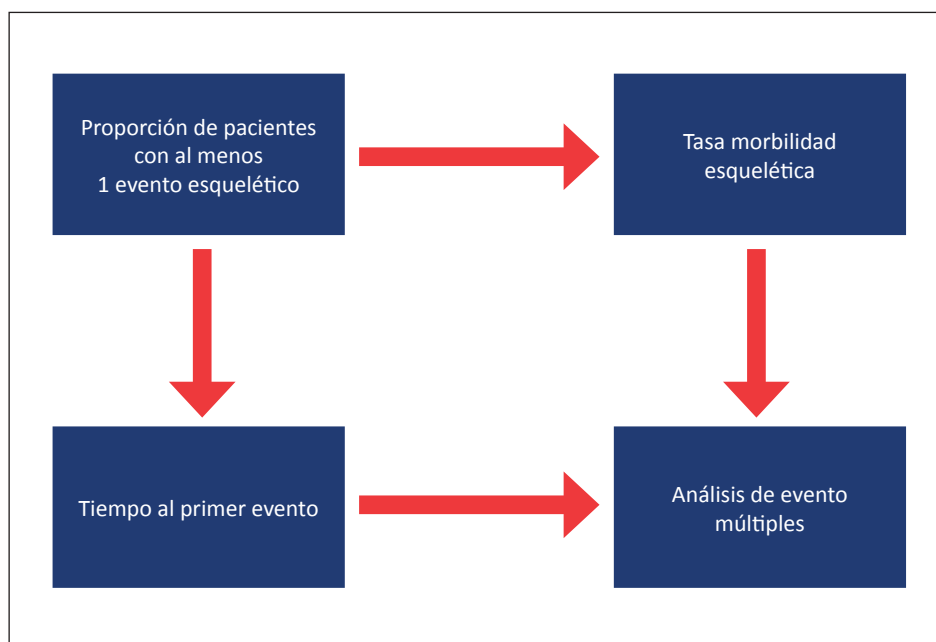 Proporción de pacientes
con al menos
1 evento esquelético
Tasa morbilidad
esquelética
Tiempo al primer evento
Análisis de evento
múltiples